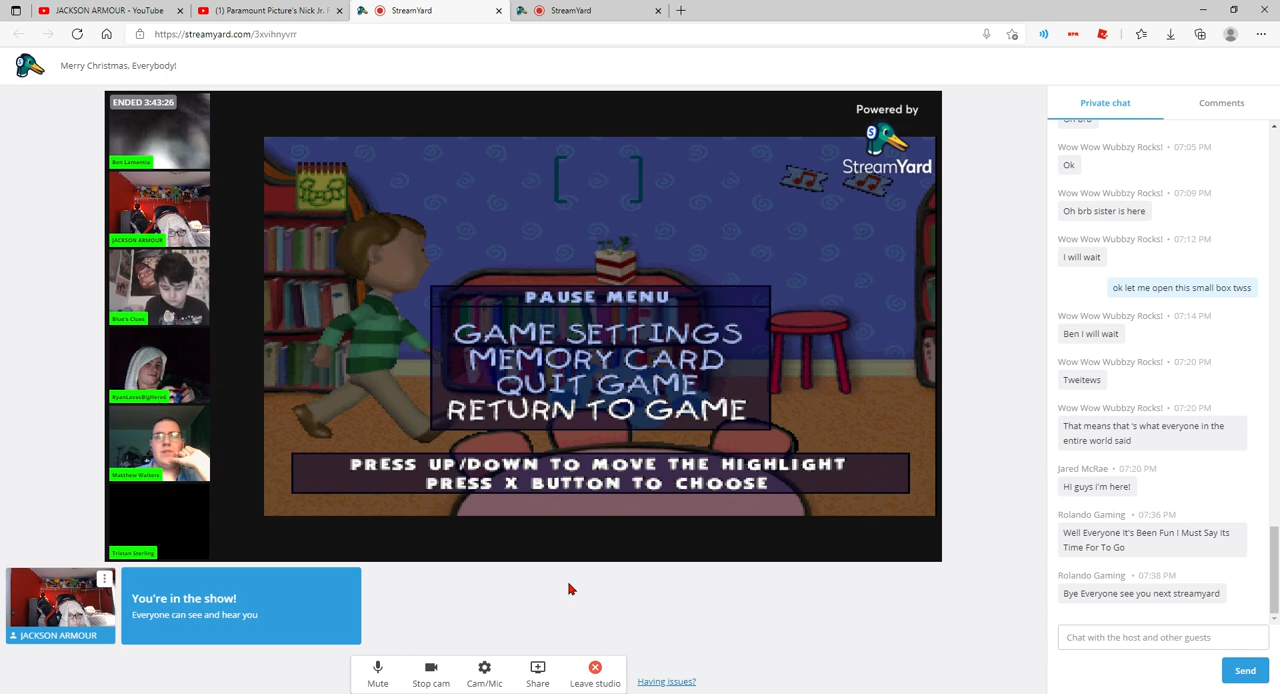 JACKSON ARMOUR - YouTube
(1) Paramount Picture's Nick Jr. F
StreamYard
StreamYard
https://streamyard.com/3xvihnyvrr
Merry Christmas, Everybody!
ENDED 3:43:26
Ben Lamantia
JACKSON ARMOUR
Blue's Clues
RyanLovesBigHero6
Matthew Walters
Tristan Sterling
Powered by
StreamYard
PAUSE MENU
GAME SETTINGS
MEMORY CARD
QUIT GAME
RETURN TO GAME
PRESS UP/DOWN TO MOVE THE HIGHLIGHT
PRESS X BUTTON TO CHOOSE
JACKSON ARMOUR
You're in the show!
Everyone can see and hear you
Mute
Stop cam
Cam/Mic
Share
Leave studio
Having issues?
Private chat
Comments
Oh brb
Wow Wow Wubbzy Rocks! • 07:05 PM
Ok
Wow Wow Wubbzy Rocks! • 07:09 PM
Oh brb sister is here
Wow Wow Wubbzy Rocks! • 07:12 PM
I will wait
ok let me open this small box twss
Wow Wow Wubbzy Rocks! • 07:14 PM
Ben I will wait
Wow Wow Wubbzy Rocks! • 07:20 PM
Tweitews
Wow Wow Wubbzy Rocks! • 07:20 PM
That means that 's what everyone in the
entire world said
Jared McRae • 07:20 PM
HI guys i'm here!
Rolando Gaming • 07:36 PM
Well Everyone It's Been Fun I Must Say Its
Time For To Go
Rolando Gaming • 07:38 PM
Bye Everyone see you next streamyard
Chat with the host and other guests
Send